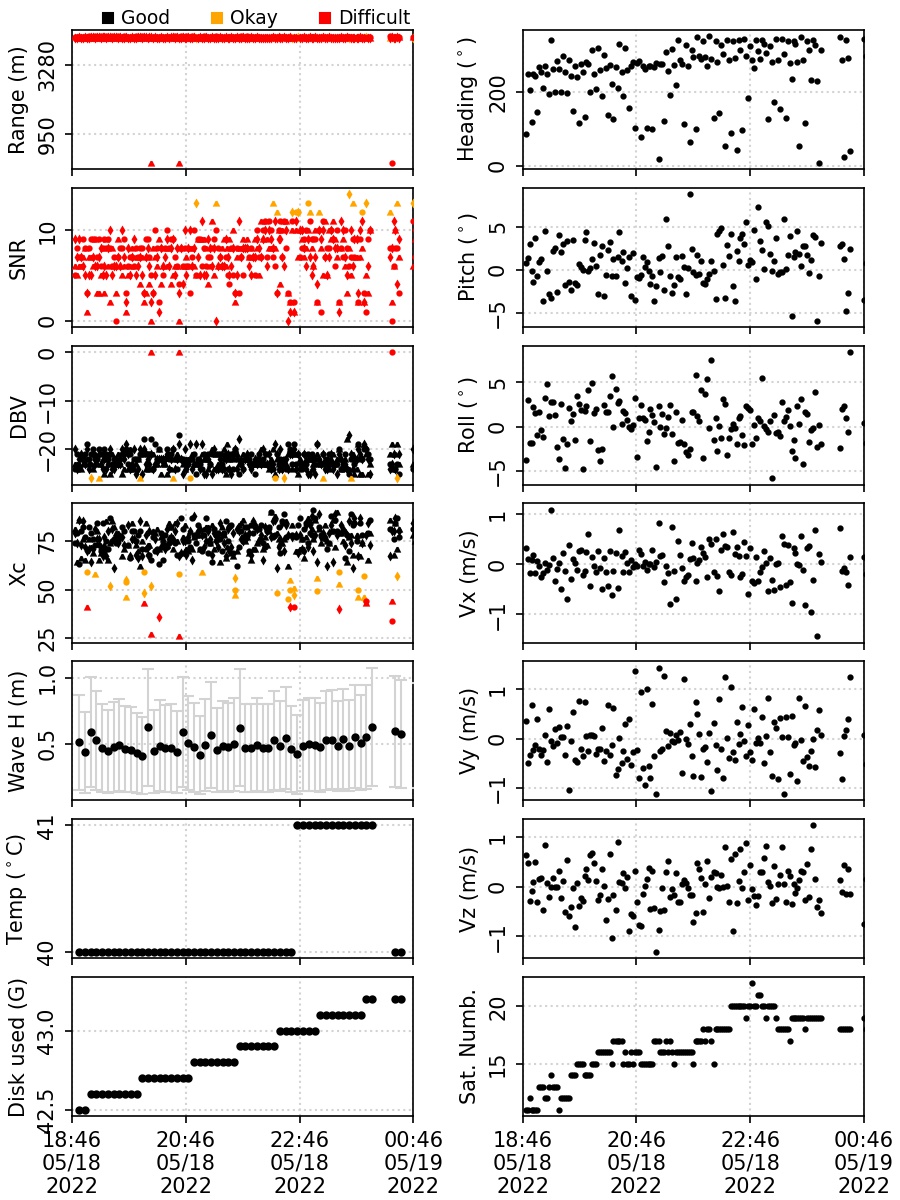 Good Okay Difficult
Range (m)
3280
950
Heading (°)
200
0
SNR
10
0
Pitch (°)
5
0
−5
DBV
0
−10
−20
Roll (°)
5
0
−5
Xc
75
50
25
Vx (m/s)
1
0
−1
Wave H (m)
1.0
0.5
Vy (m/s)
1
0
−1
Temp (°C)
41
40
Vz (m/s)
1
0
−1
Disk used (G)
43.0
42.5
Sat. Numb.
20
15
18:46 20:46 22:46 00:46
05/18 05/18 05/18 05/19
2022 2022 2022 2022
18:46 20:46 22:46 00:46
05/18 05/18 05/18 05/19
2022 2022 2022 2022